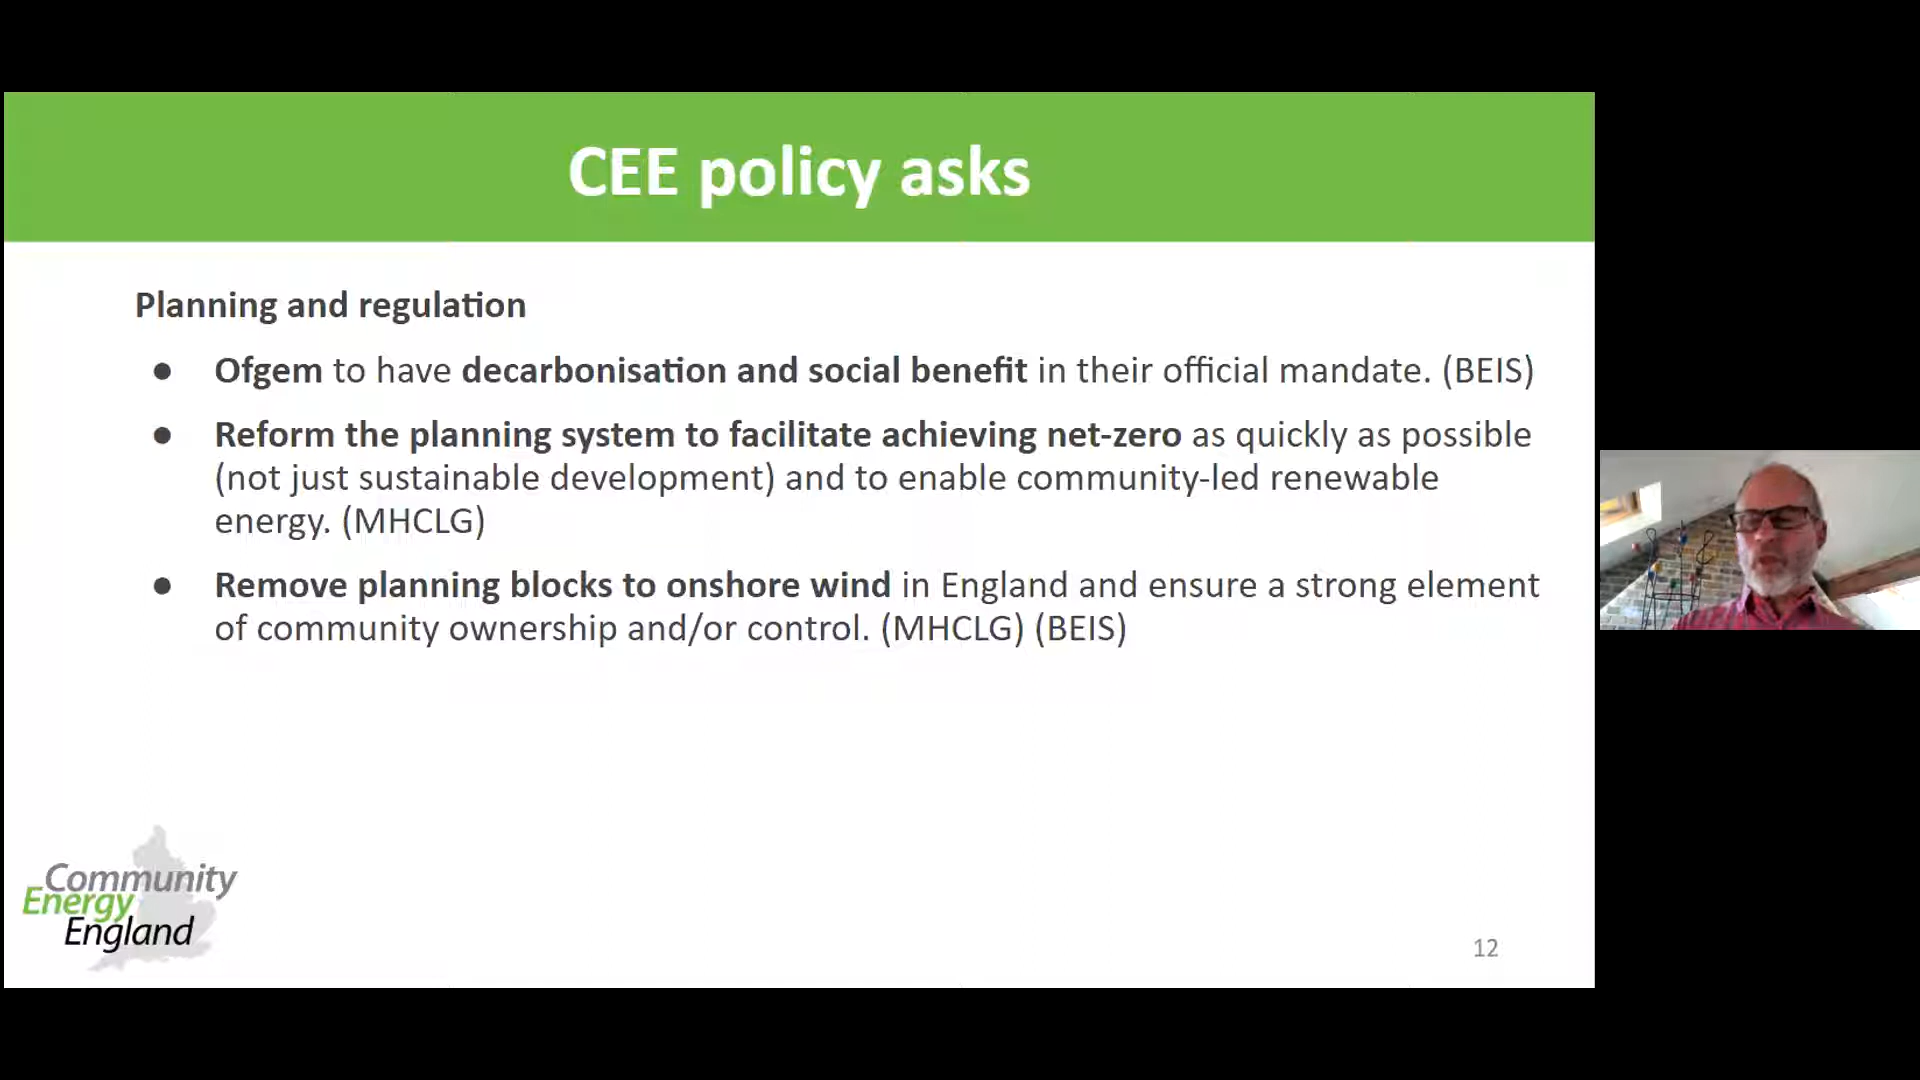 CEE policy asks
Planning and regulation
● Ofgem to have decarbonisation and social benefit in their official mandate. (BEIS)
● Reform the planning system to facilitate achieving net-zero as quickly as possible
(not just sustainable development) and to enable community-led renewable
energy. (MHCLG)
● Remove planning blocks to onshore wind in England and ensure a strong element
of community ownership and/or control. (MHCLG) (BEIS)
Community
Energy
England
12